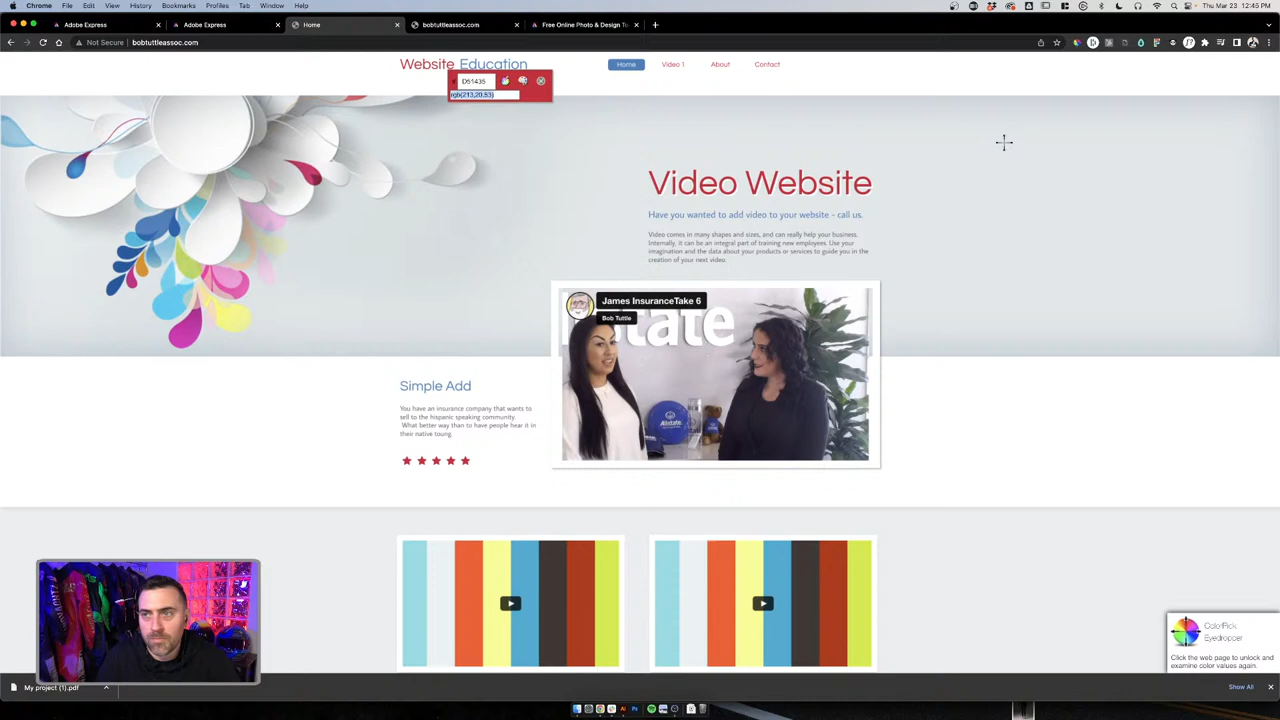 Chrome File Edit View History Bookmarks Profiles Tab Window Help
Thu Mar 23 12:45 PM
Adobe Express
Adobe Express
Home
bobtuttleassoc.com
Free Online Photo & Design To
Not Secure bobtuttleassoc.com
Website Education
Home Video 1 About Contact
# D51435
rgb(213,20,53)
Video Website
Have you wanted to add video to your website - call us.
Video comes in many shapes and sizes, and can really help your business.
Internally, it can be an integral part of training new employees. Use your
imagination and the data about your products or services to guide you in the
creation of your next video.
James InsuranceTake 6
Bob Tuttle
state
Allstate
Simple Add
You have an insurance company that wants to
sell to the hispanic speaking community.
What better way than to have people hear it in
their native toung.
ColorPick
Eyedropper
Click the web page to unlock and
examine color values again.
My project (1).pdf
Show All